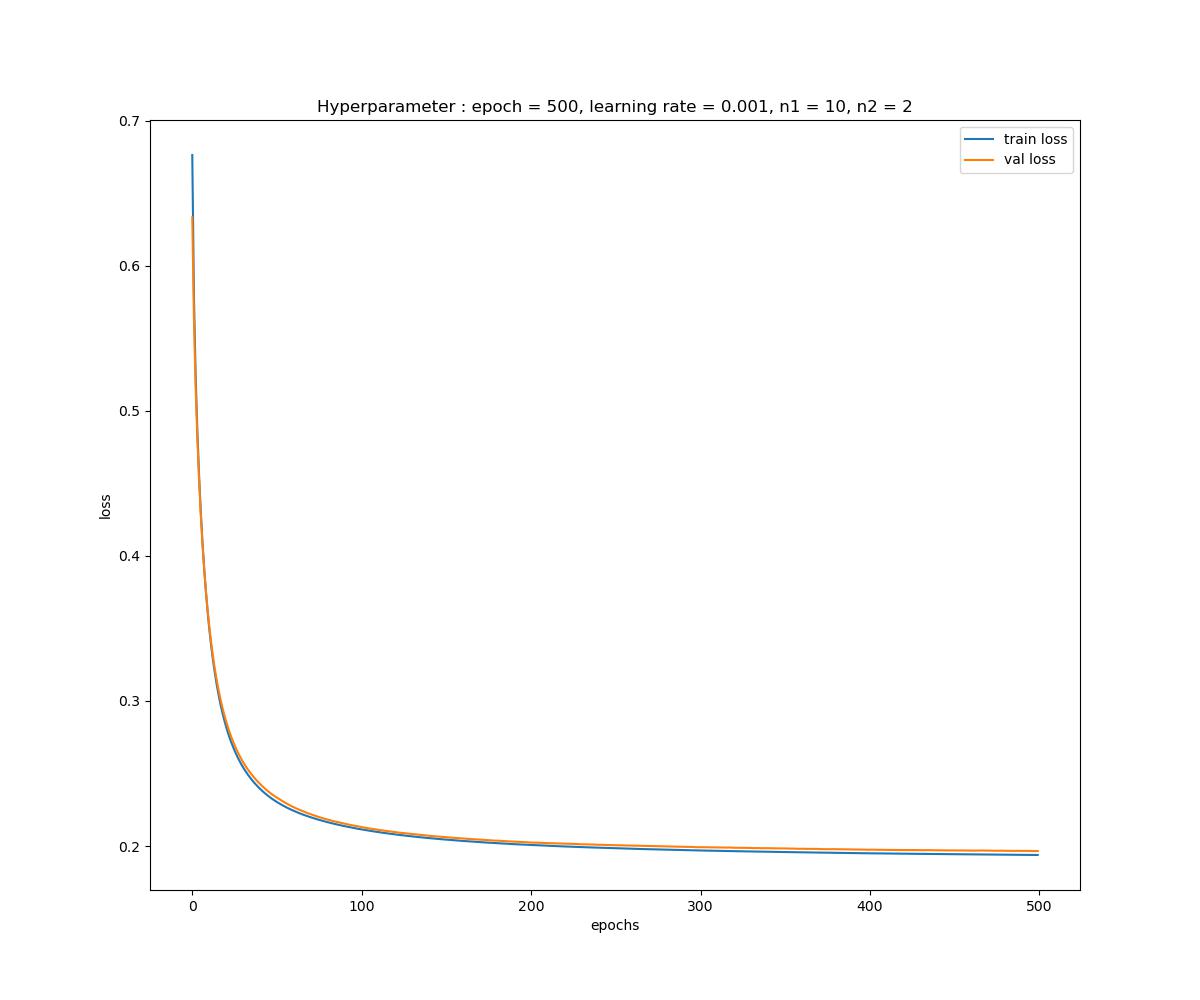 Hyperparameter : epoch = 500, learning rate = 0.001, n1 = 10, n2 = 2
train loss
val loss
0.7
0.6
0.5
0.4
0.3
0.2
loss
0 100 200 300 400 500
epochs